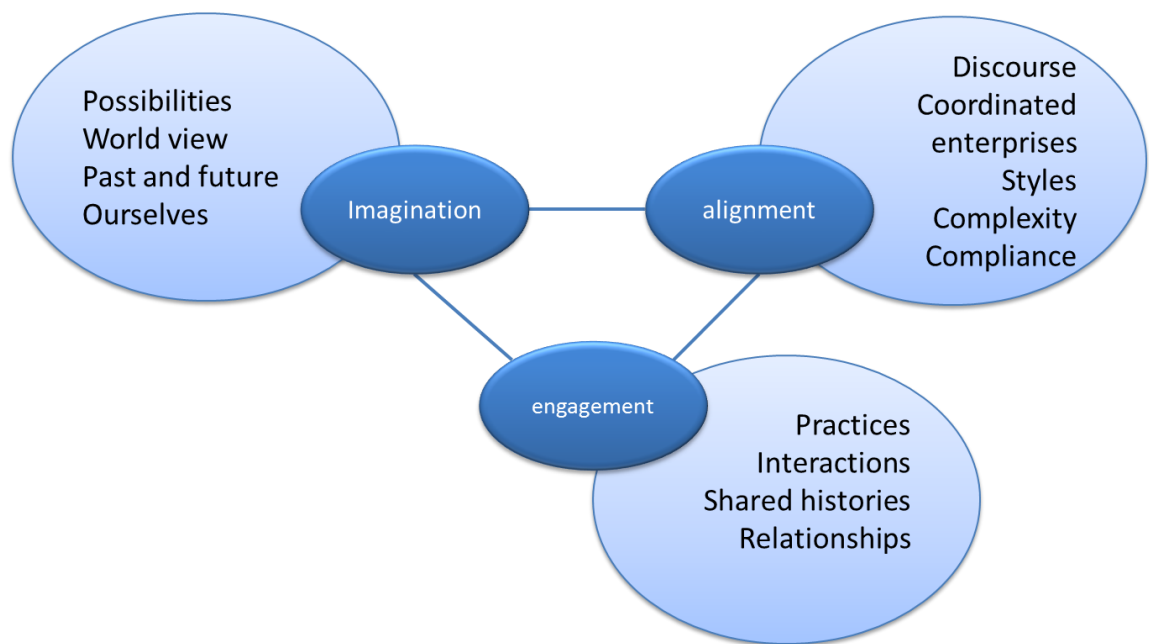 Possibilities
World view
Past and future
Ourselves
Imagination
Discourse
Coordinated
enterprises
Styles
Complexity
Compliance
alignment
engagement
Practices
Interactions
Shared histories
Relationships